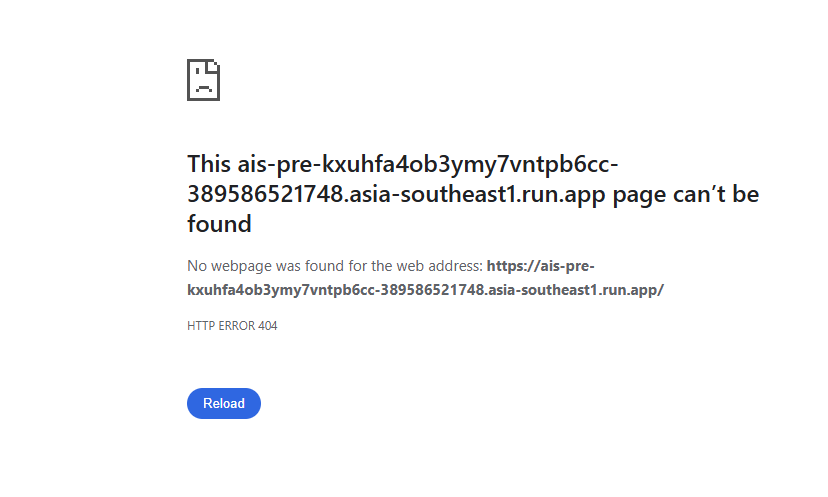 This ais-pre-kxuhfa4ob3ymy7vntpb6cc-
389586521748.asia-southeast1.run.app page can’t be
found
No webpage was found for the web address: https://ais-pre-
kxuhfa4ob3ymy7vntpb6cc-389586521748.asia-southeast1.run.app/
HTTP ERROR 404
Reload